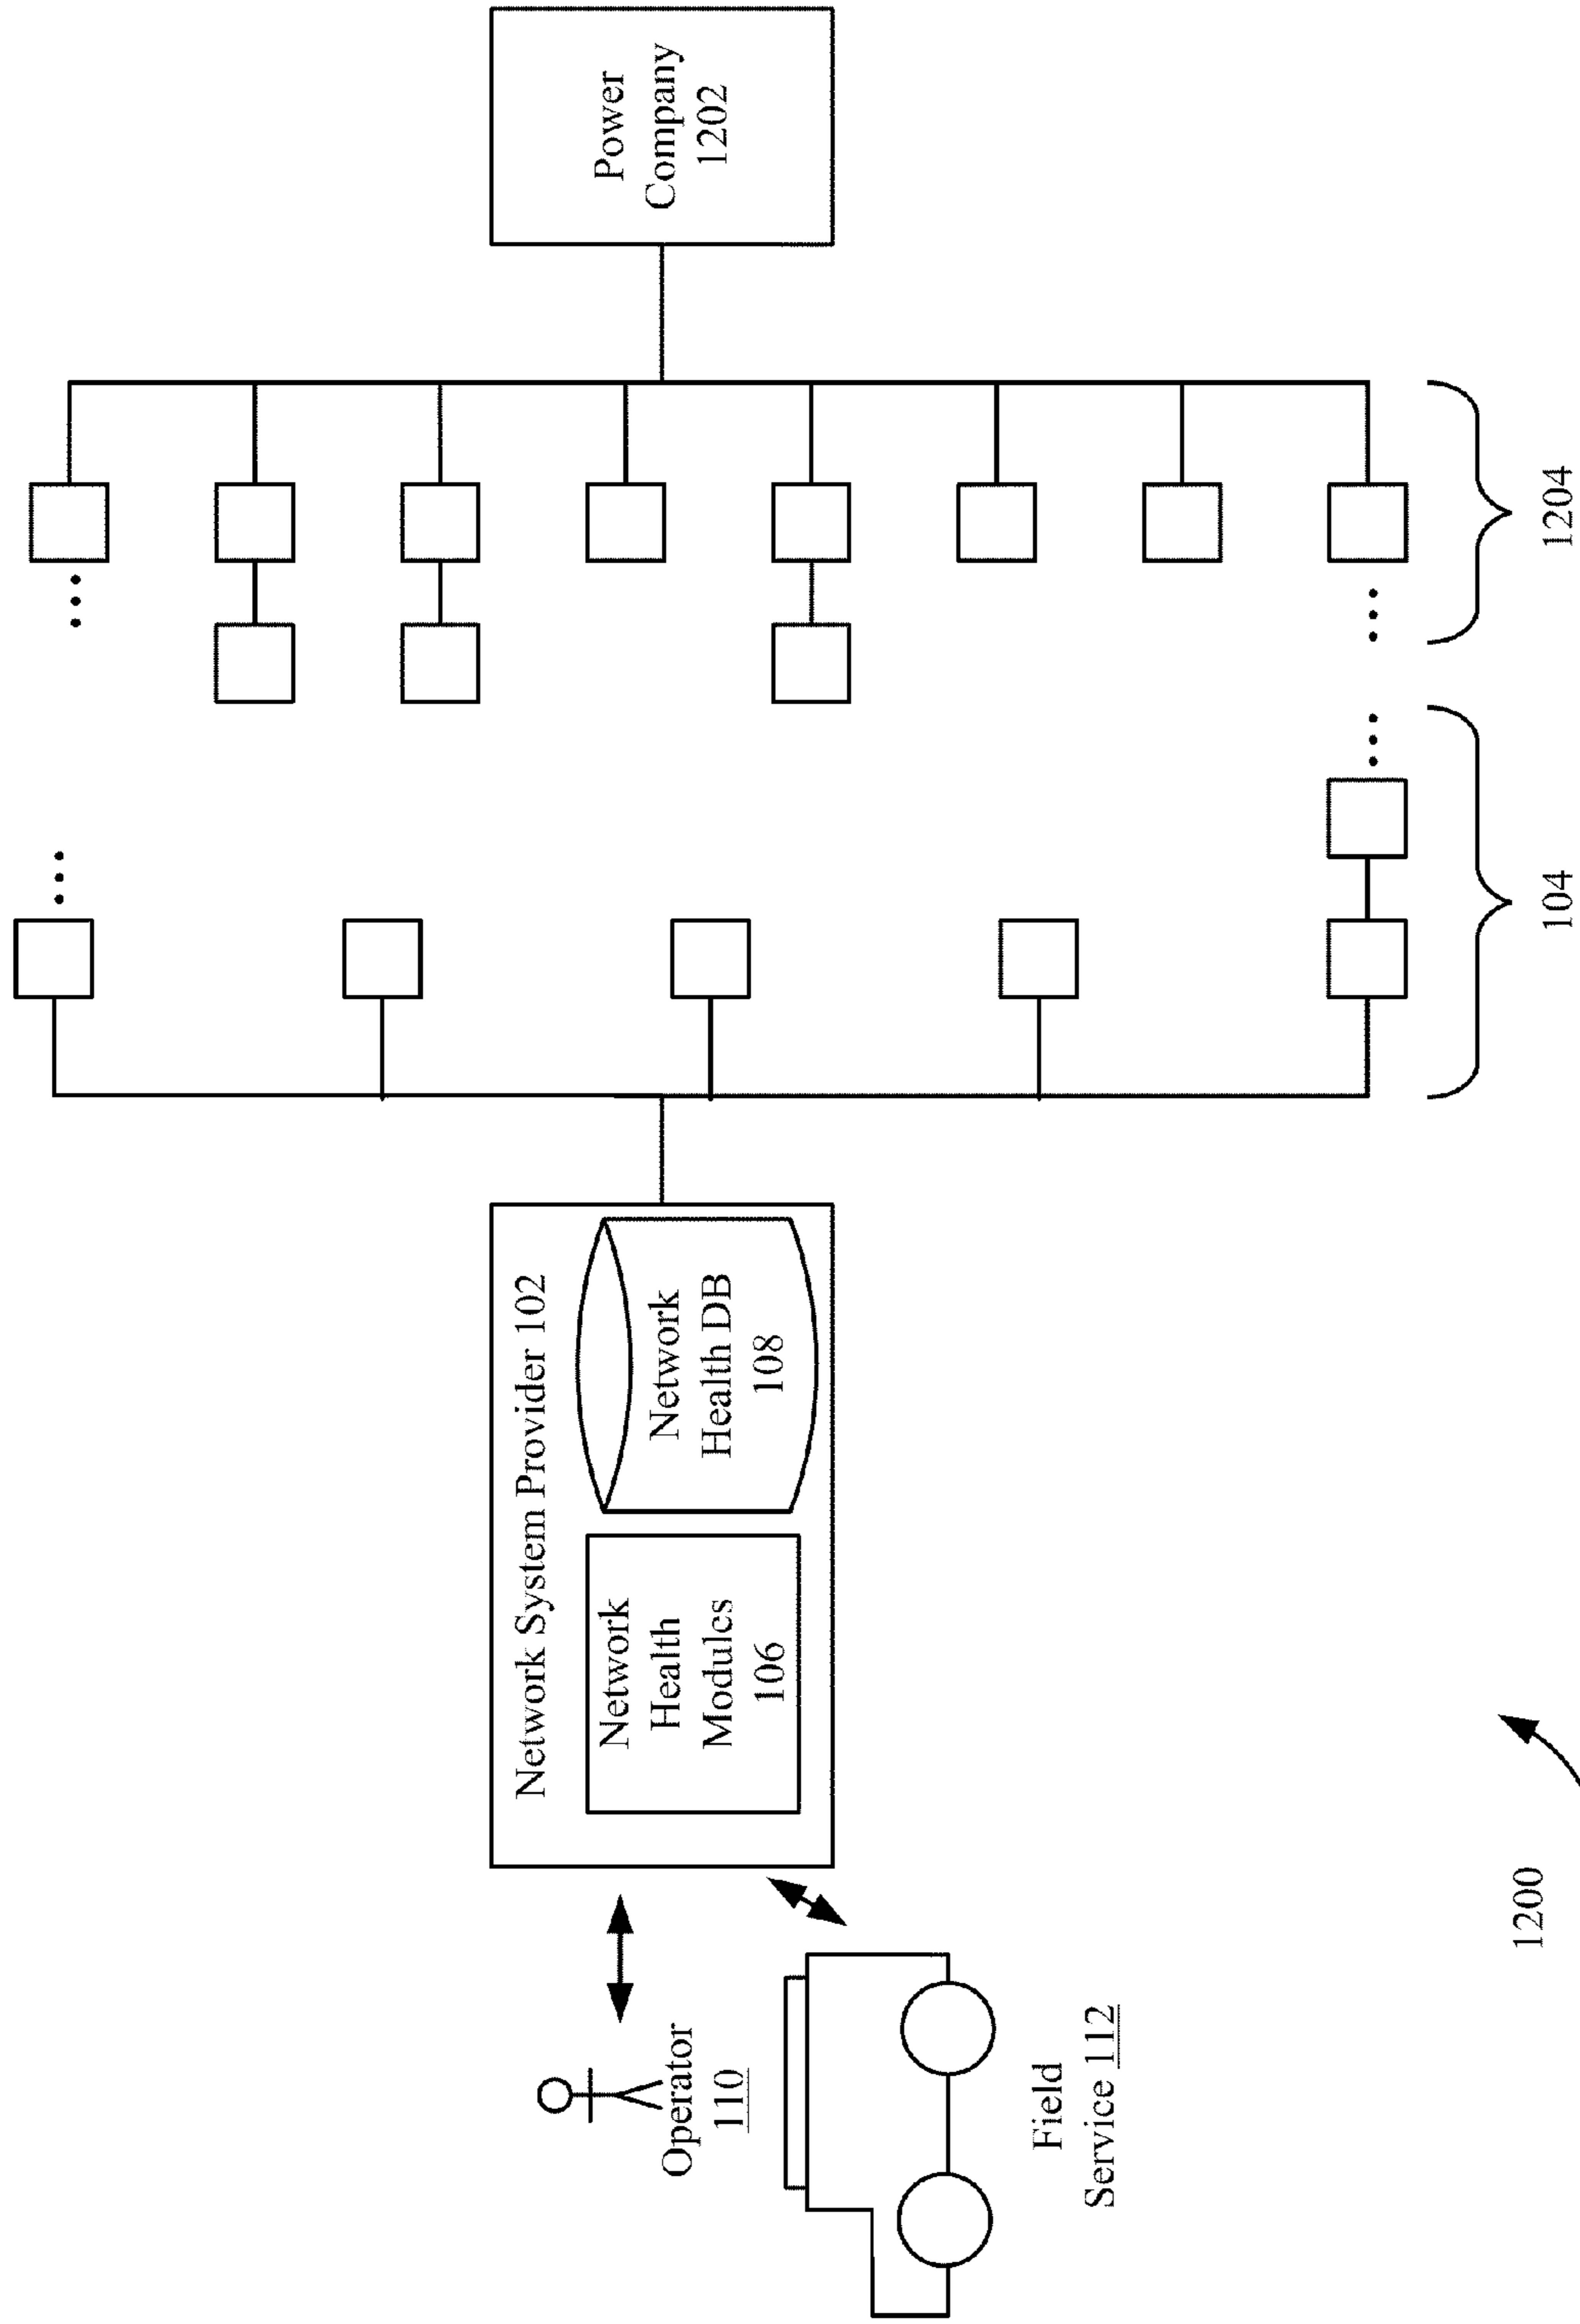 Power
Company
1202
Network System Provider 102
Network
Health
Modules
106
Network
Health DB
108
Operator
110
Field
Service 112
104
1204
1200